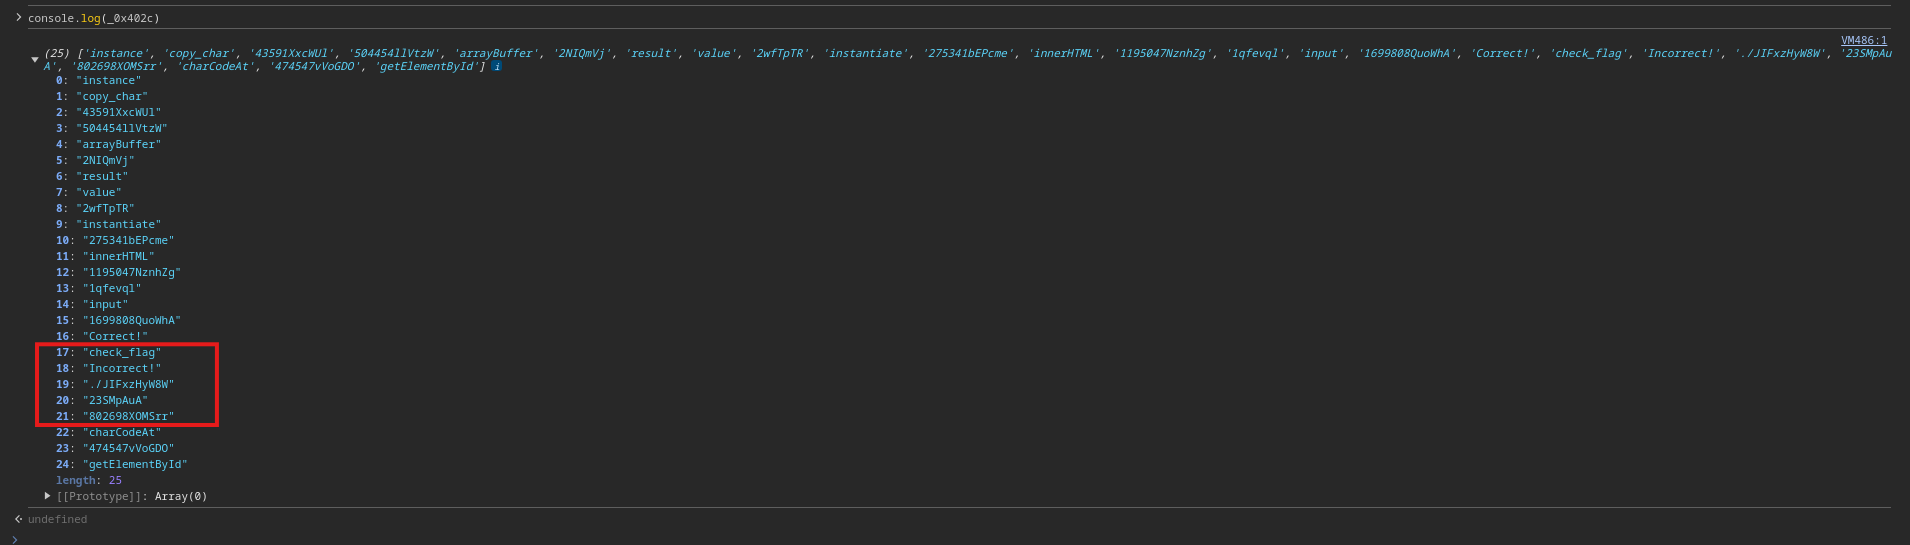 console.log(_0x402c)
VM486:1
(25) ['instance', 'copy_char', '43591XxcWUl', '504454llVtzW', 'arrayBuffer', '2NIQmVj', 'result', 'value', '2wfTpTR', 'instantiate', '275341bEPcme', 'innerHTML', '1195047NznhZg', '1qfevql', 'input', '1699808QuoWhA', 'Correct!', 'check_flag', 'Incorrect!', './JIFxzHyW8W', '23SMpAu
A', '802698XOMSrr', 'charCodeAt', '474547vVoGDO', 'getElementById'] i
0: "instance"
1: "copy_char"
2: "43591XxcWUl"
3: "504454llVtzW"
4: "arrayBuffer"
5: "2NIQmVj"
6: "result"
7: "value"
8: "2wfTpTR"
9: "instantiate"
10: "275341bEPcme"
11: "innerHTML"
12: "1195047NznhZg"
13: "1qfevql"
14: "input"
15: "1699808QuoWhA"
16: "Correct!"
17: "check_flag"
18: "Incorrect!"
19: "./JIFxzHyW8W"
20: "23SMpAuA"
21: "802698XOMSrr"
22: "charCodeAt"
23: "474547vVoGDO"
24: "getElementById"
length: 25
[[Prototype]]: Array(0)
undefined